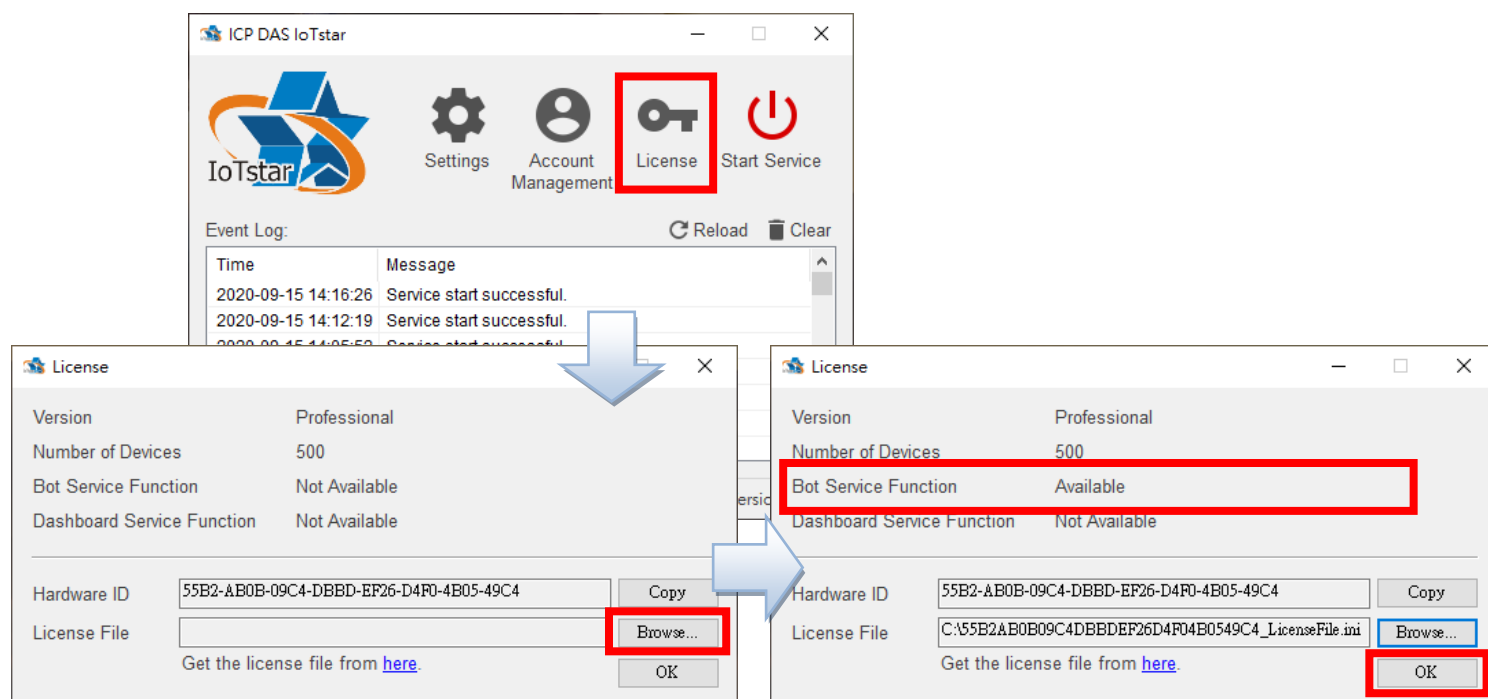 ICP DAS IoTstar
IoTstar
Settings
Account
Management
License
Start Service
Event Log:
Reload
Clear
Time Message
2020-09-15 14:16:26 Service start successful.
2020-09-15 14:12:19 Service start successful.
License
Version Professional
Number of Devices 500
Bot Service Function Not Available
Dashboard Service Function Not Available
Hardware ID 55B2-AB0B-09C4-DBBD-EF26-D4F0-4B05-49C4 Copy
License File Browse...
Get the license file from here.
OK
License
Version Professional
Number of Devices 500
Bot Service Function Available
Dashboard Service Function Not Available
Hardware ID 55B2-AB0B-09C4-DBBD-EF26-D4F0-4B05-49C4 Copy
License File C:\55B2AB0B09C4DBBDEF26D4F04B0549C4_LicenseFile.ini Browse...
Get the license file from here.
OK